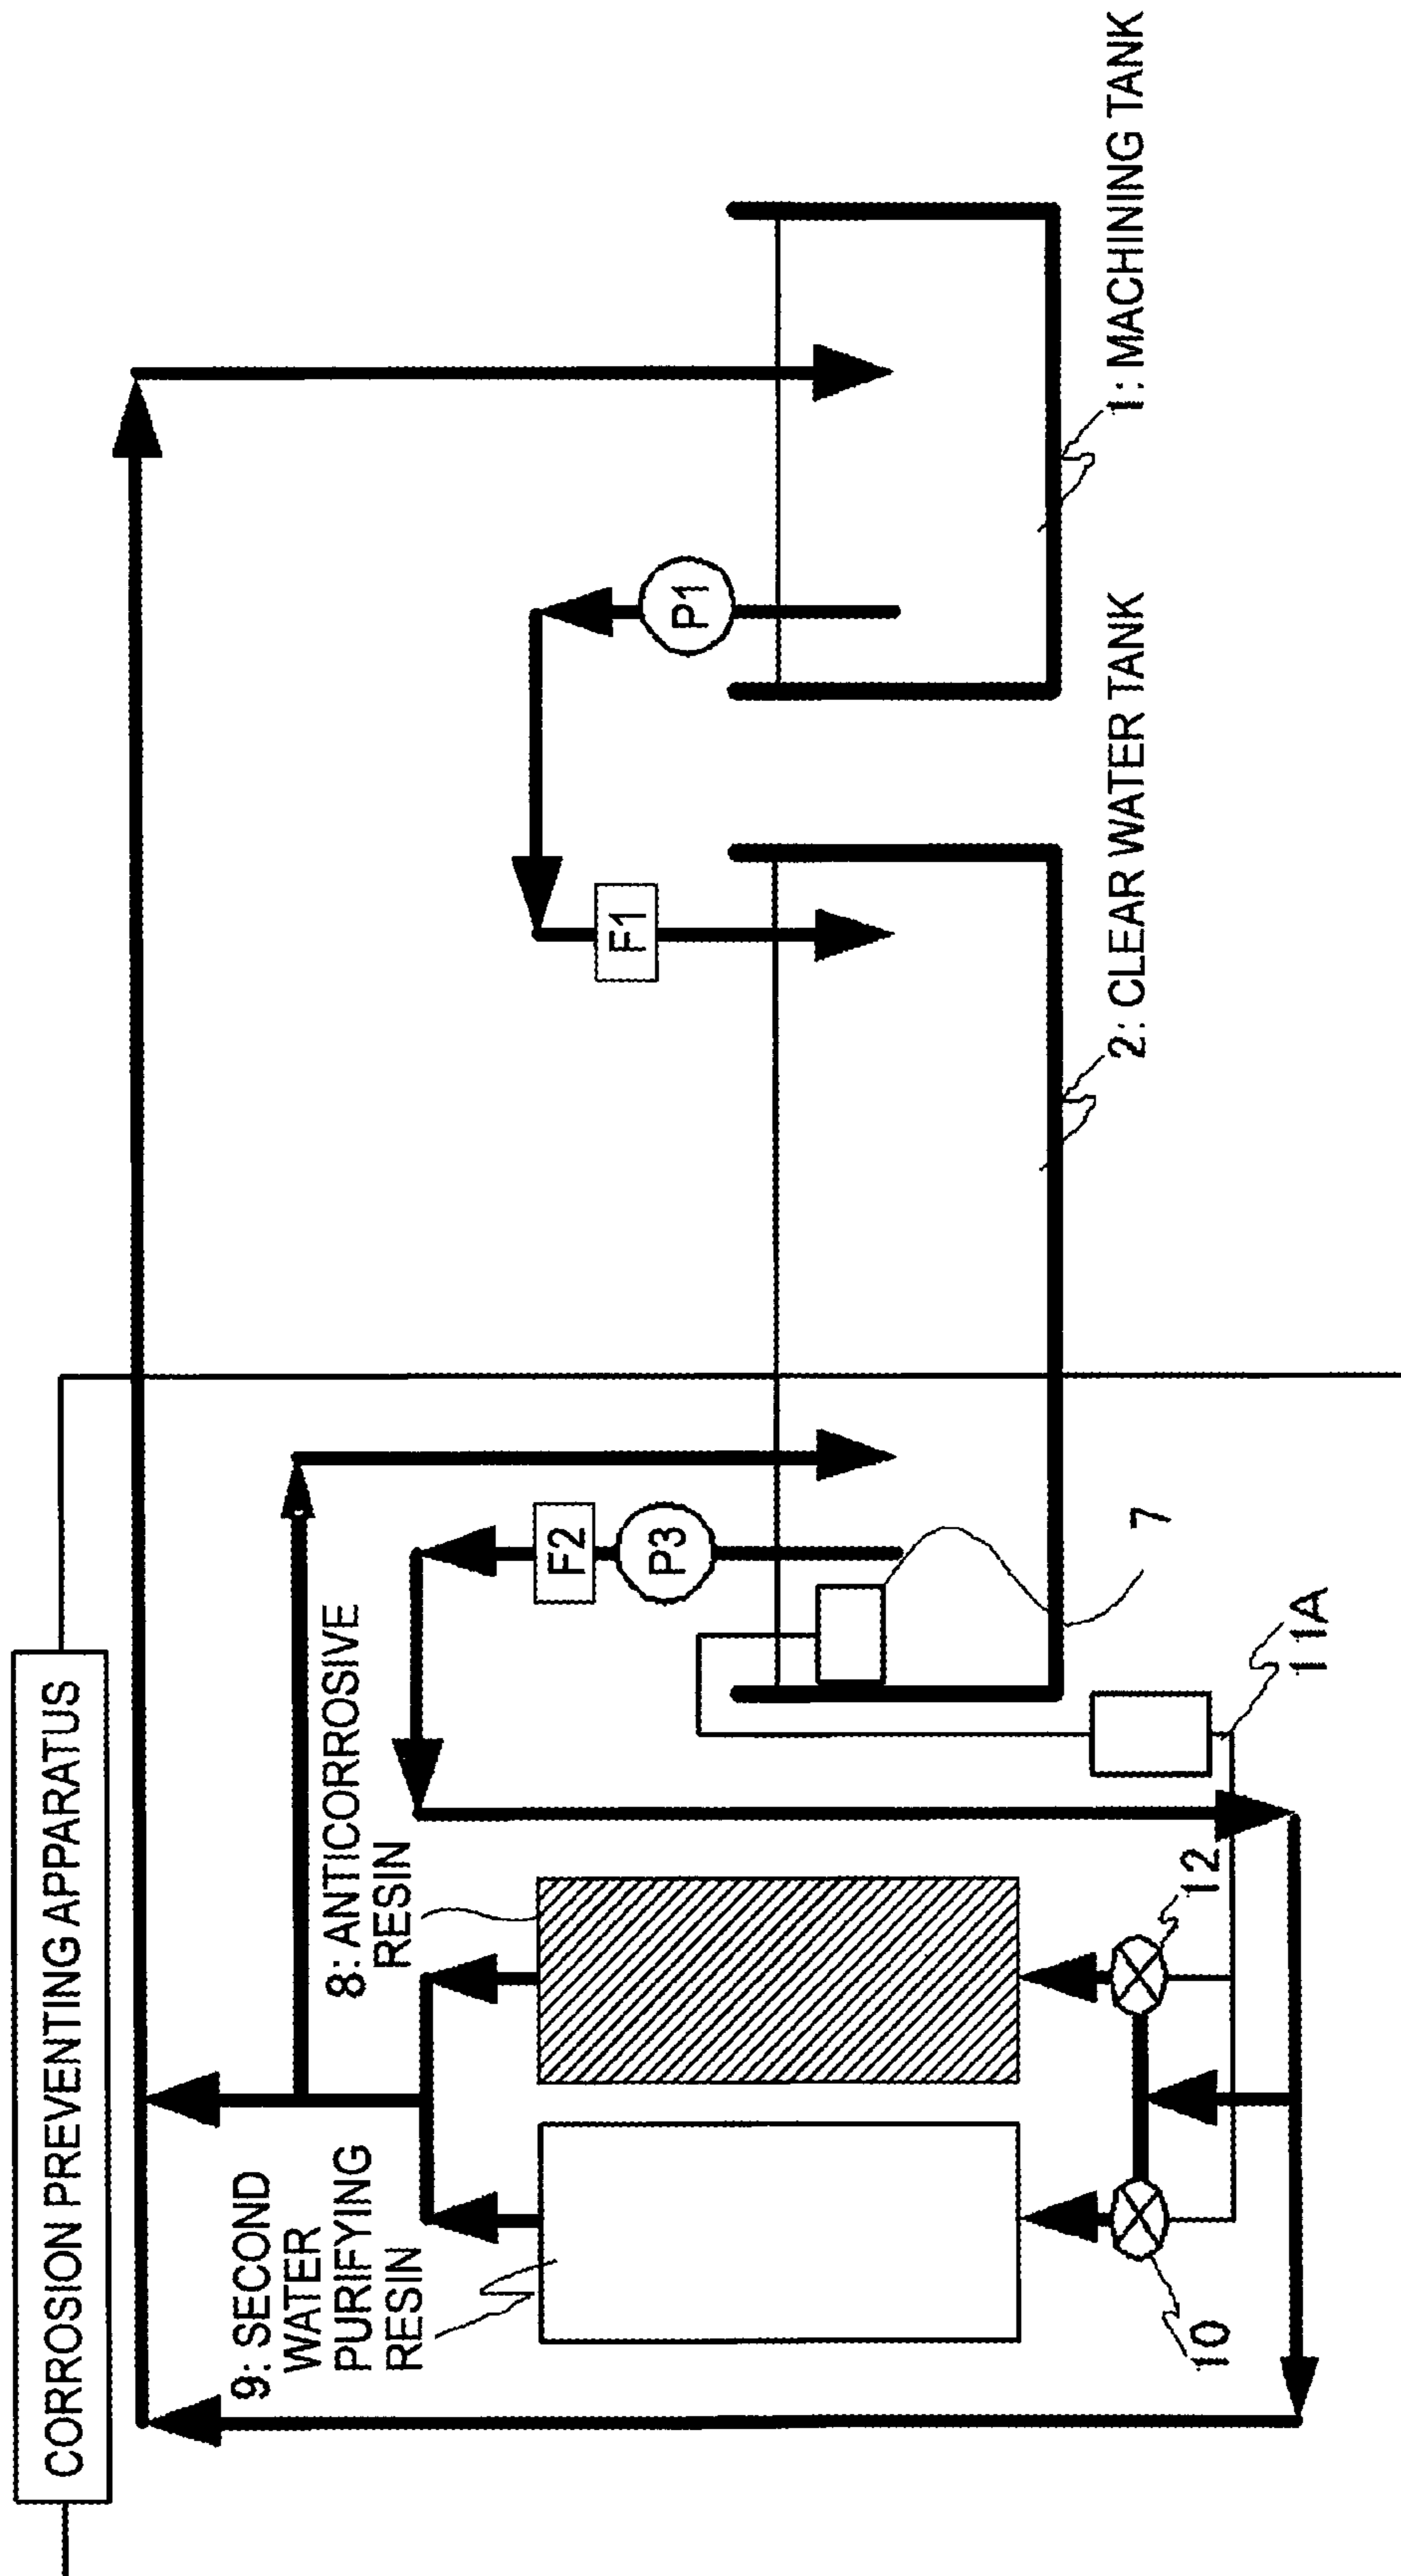 CORROSION PREVENTING APPARATUS
9: SECOND
WATER
PURIFYING
RESIN
8: ANTICORROSIVE
RESIN
F2
P3
F1
P1
10
12
11A
7
2: CLEAR WATER TANK
1: MACHINING TANK